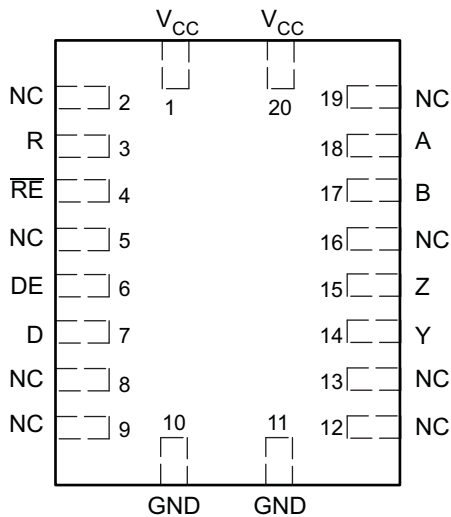 VCC VCC
NC 2 1 20 19 NC
R 3 18 A
R̅E̅ 4 17 B
NC 5 16 NC
DE 6 15 Z
D 7 14 Y
NC 8 13 NC
NC 9 10 11 12 NC
GND GND